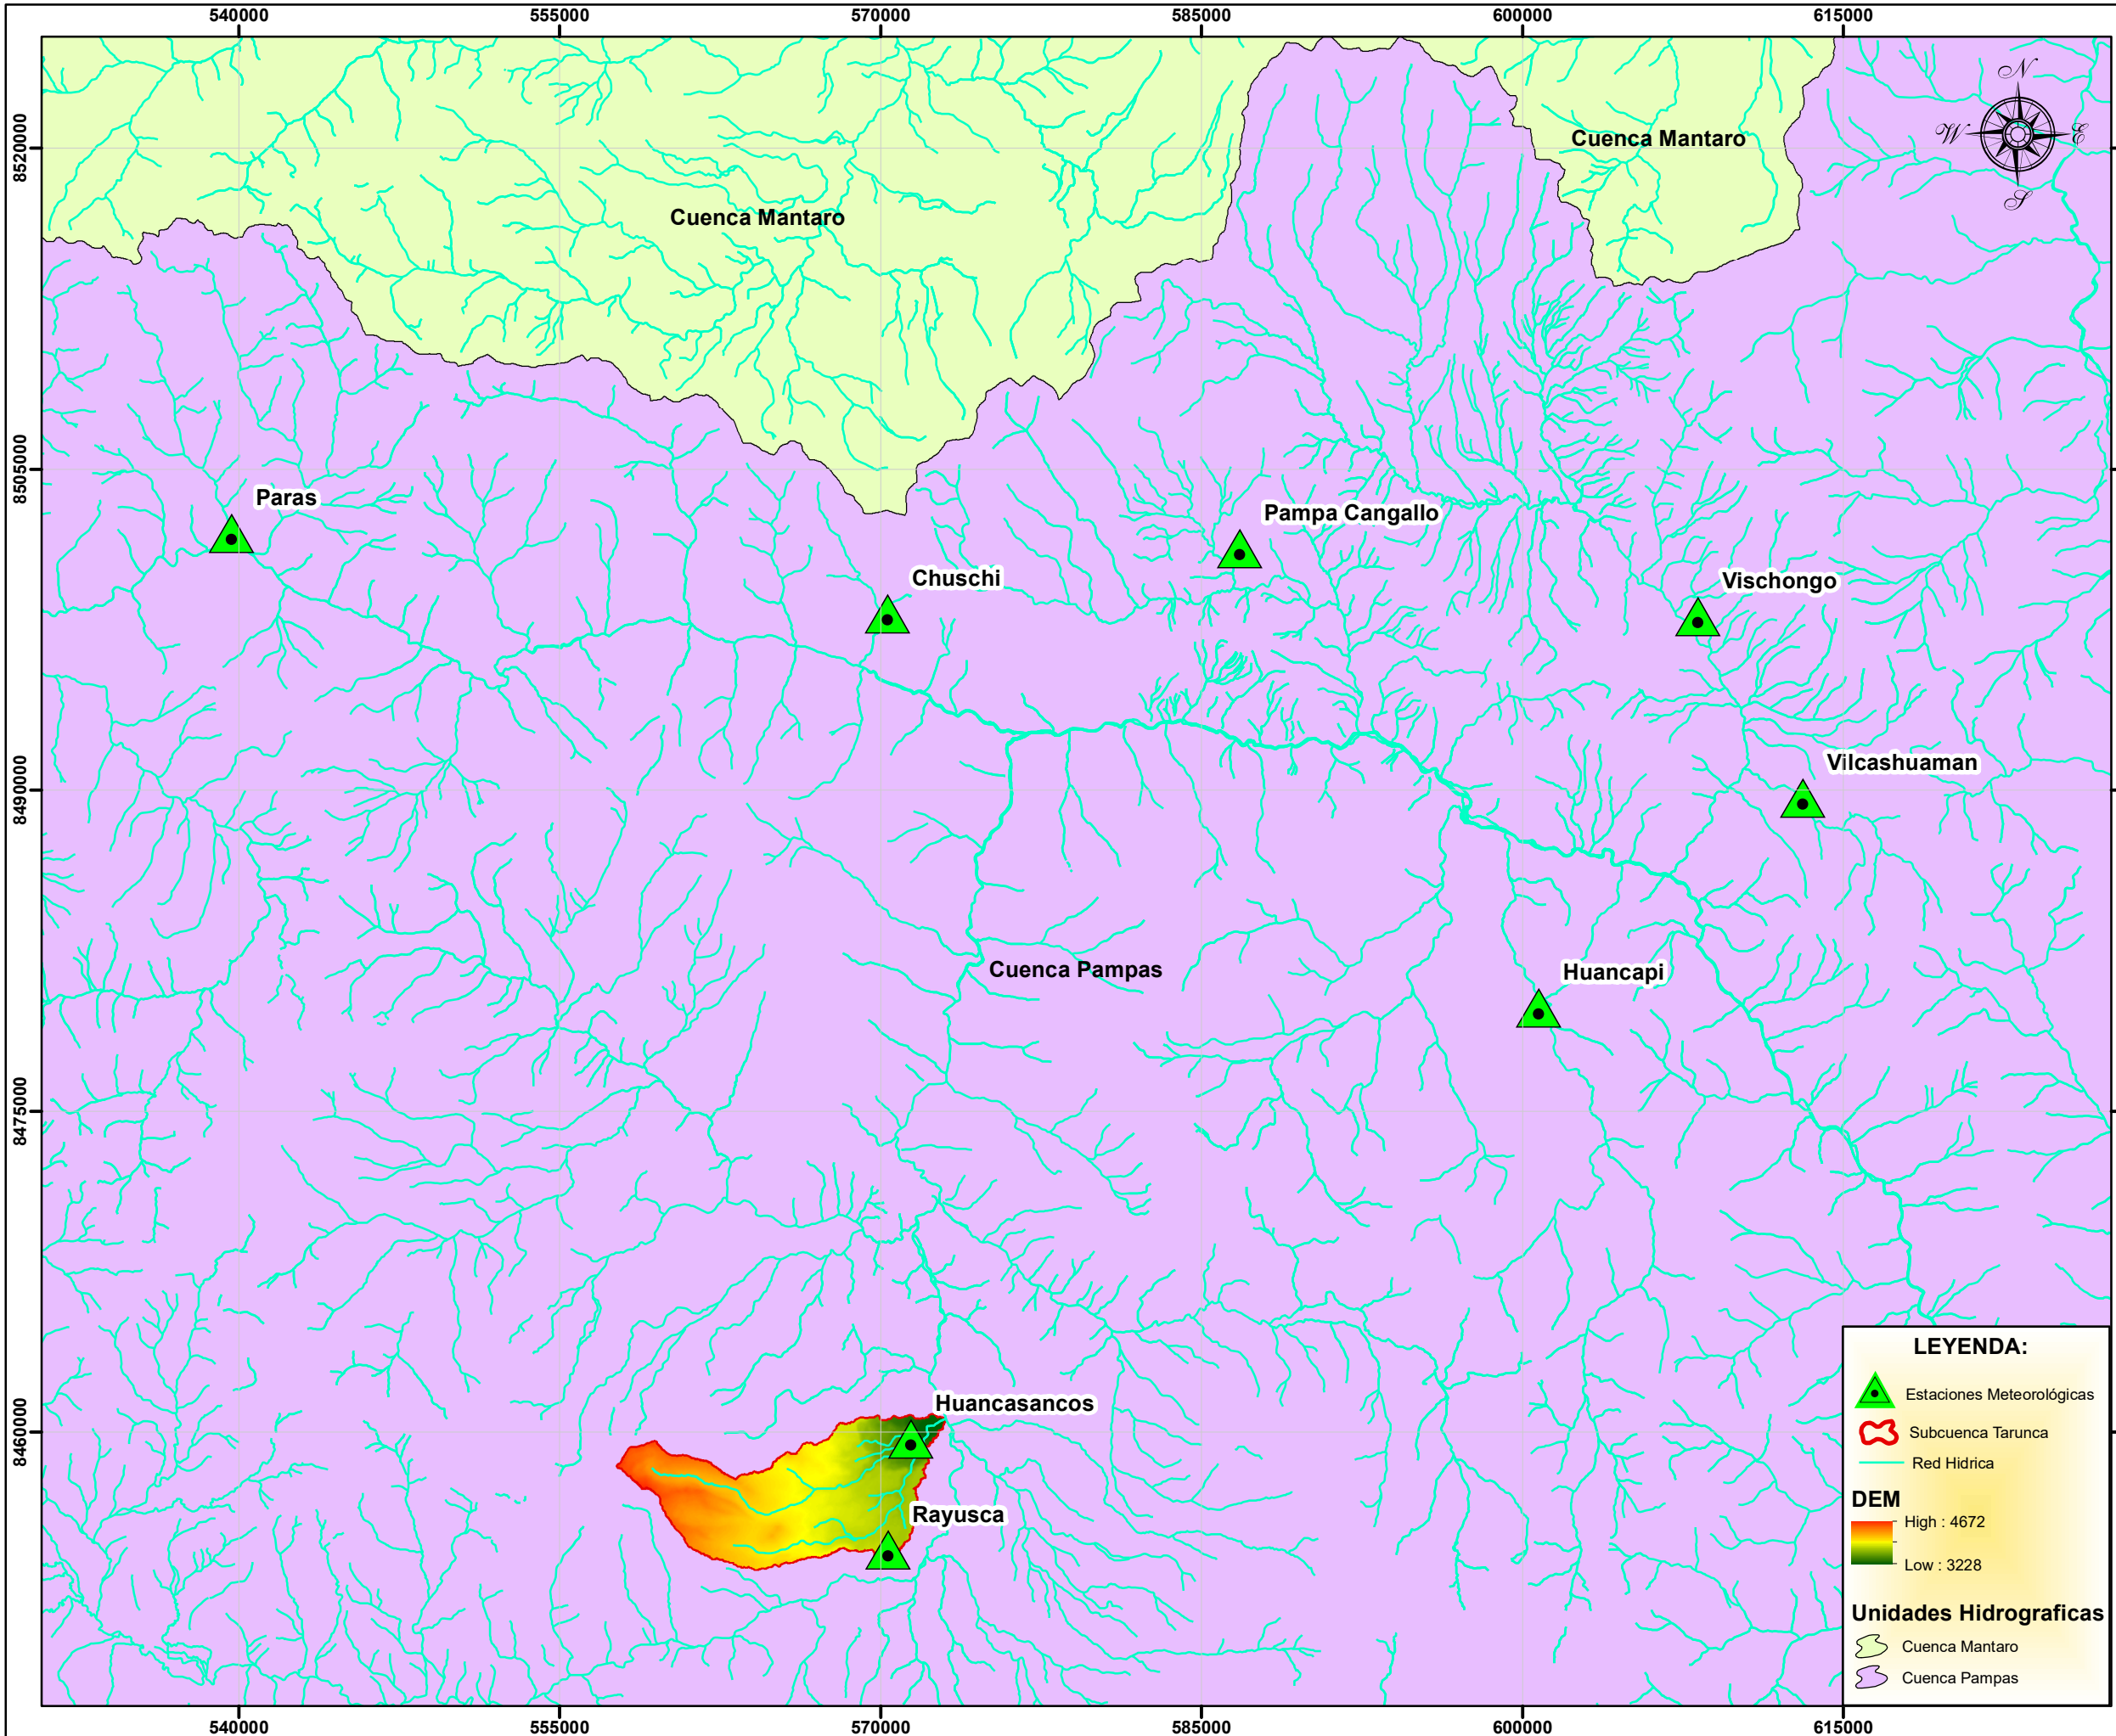 540000 555000 570000 585000 600000 615000
N
W E
S
8520000
8505000
8490000
8475000
8460000
Cuenca Mantaro
Cuenca Mantaro
Paras
Pampa Cangallo
Chuschi
Vischongo
Vilcashuaman
Cuenca Pampas
Huancapi
Huancasancos
Rayusca
LEYENDA:
Estaciones Meteorológicas
Subcuenca Tarunca
Red Hidrica
DEM
High : 4672
Low : 3228
Unidades Hidrograficas
Cuenca Mantaro
Cuenca Pampas
540000 555000 570000 585000 600000 615000